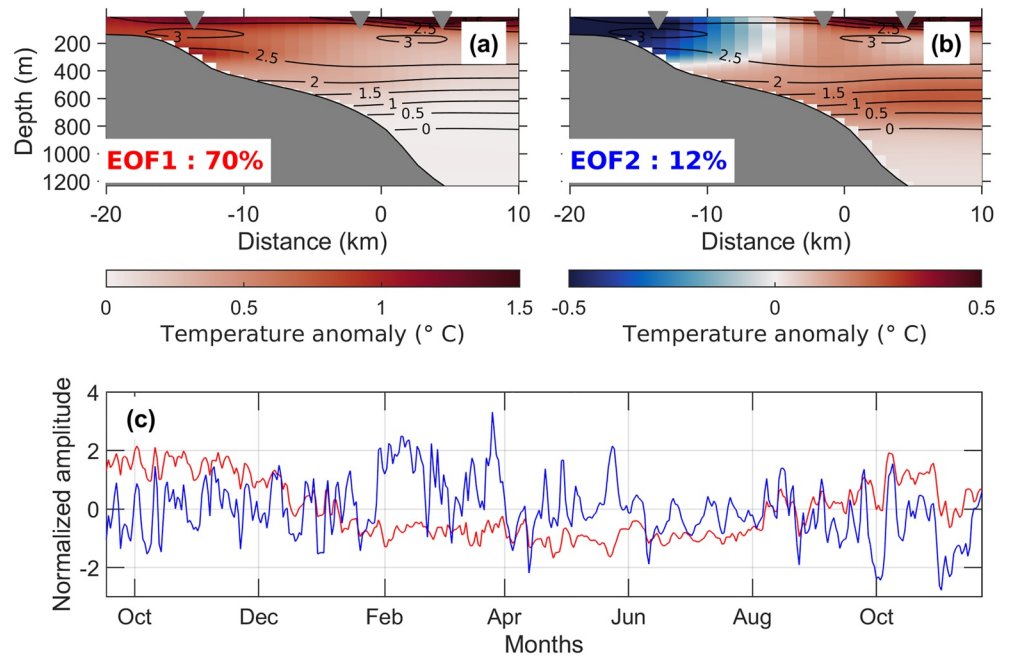 (a)
(b)
3
2.5
3
2.5
2
1.5
1
0.5
0
3
2.5
3
2.5
2
1.5
1
0.5
0
Depth (m)
200
400
600
800
1000
1200
EOF1 : 70%
EOF2 : 12%
-20 -10 0 10
-20 -10 0 10
Distance (km)
Distance (km)
0 0.5 1 1.5
-0.5 0 0.5
Temperature anomaly (° C)
Temperature anomaly (° C)
(c)
Normalized amplitude
4
2
0
-2
Oct Dec Feb Apr Jun Aug Oct
Months